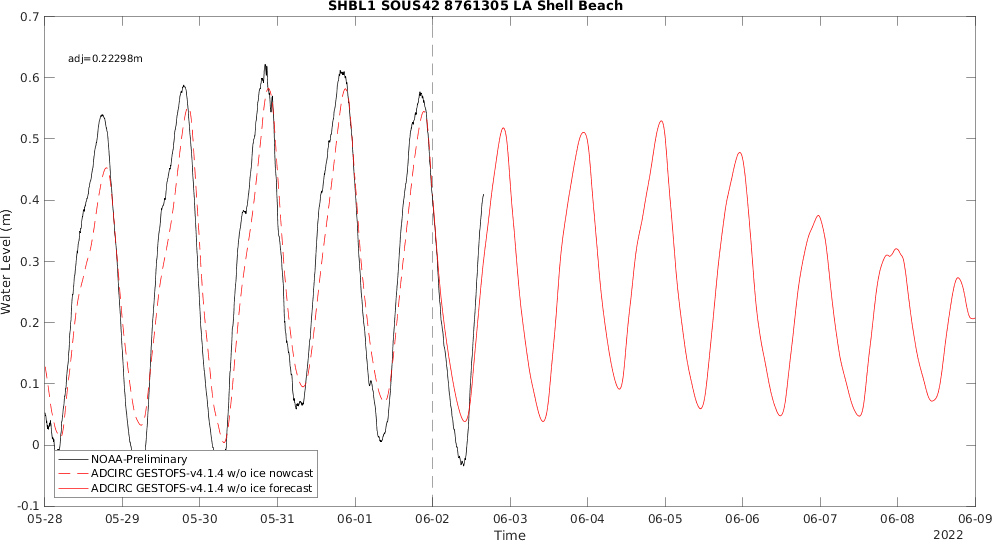 SHBL1 SOUS42 8761305 LA Shell Beach
adj=0.22298m
Water Level (m)
0.7
0.6
0.5
0.4
0.3
0.2
0.1
0
-0.1
NOAA-Preliminary
ADCIRC GESTOFS-v4.1.4 w/o ice nowcast
ADCIRC GESTOFS-v4.1.4 w/o ice forecast
05-28 05-29 05-30 05-31 06-01 06-02 06-03 06-04 06-05 06-06 06-07 06-08 06-09
Time
2022